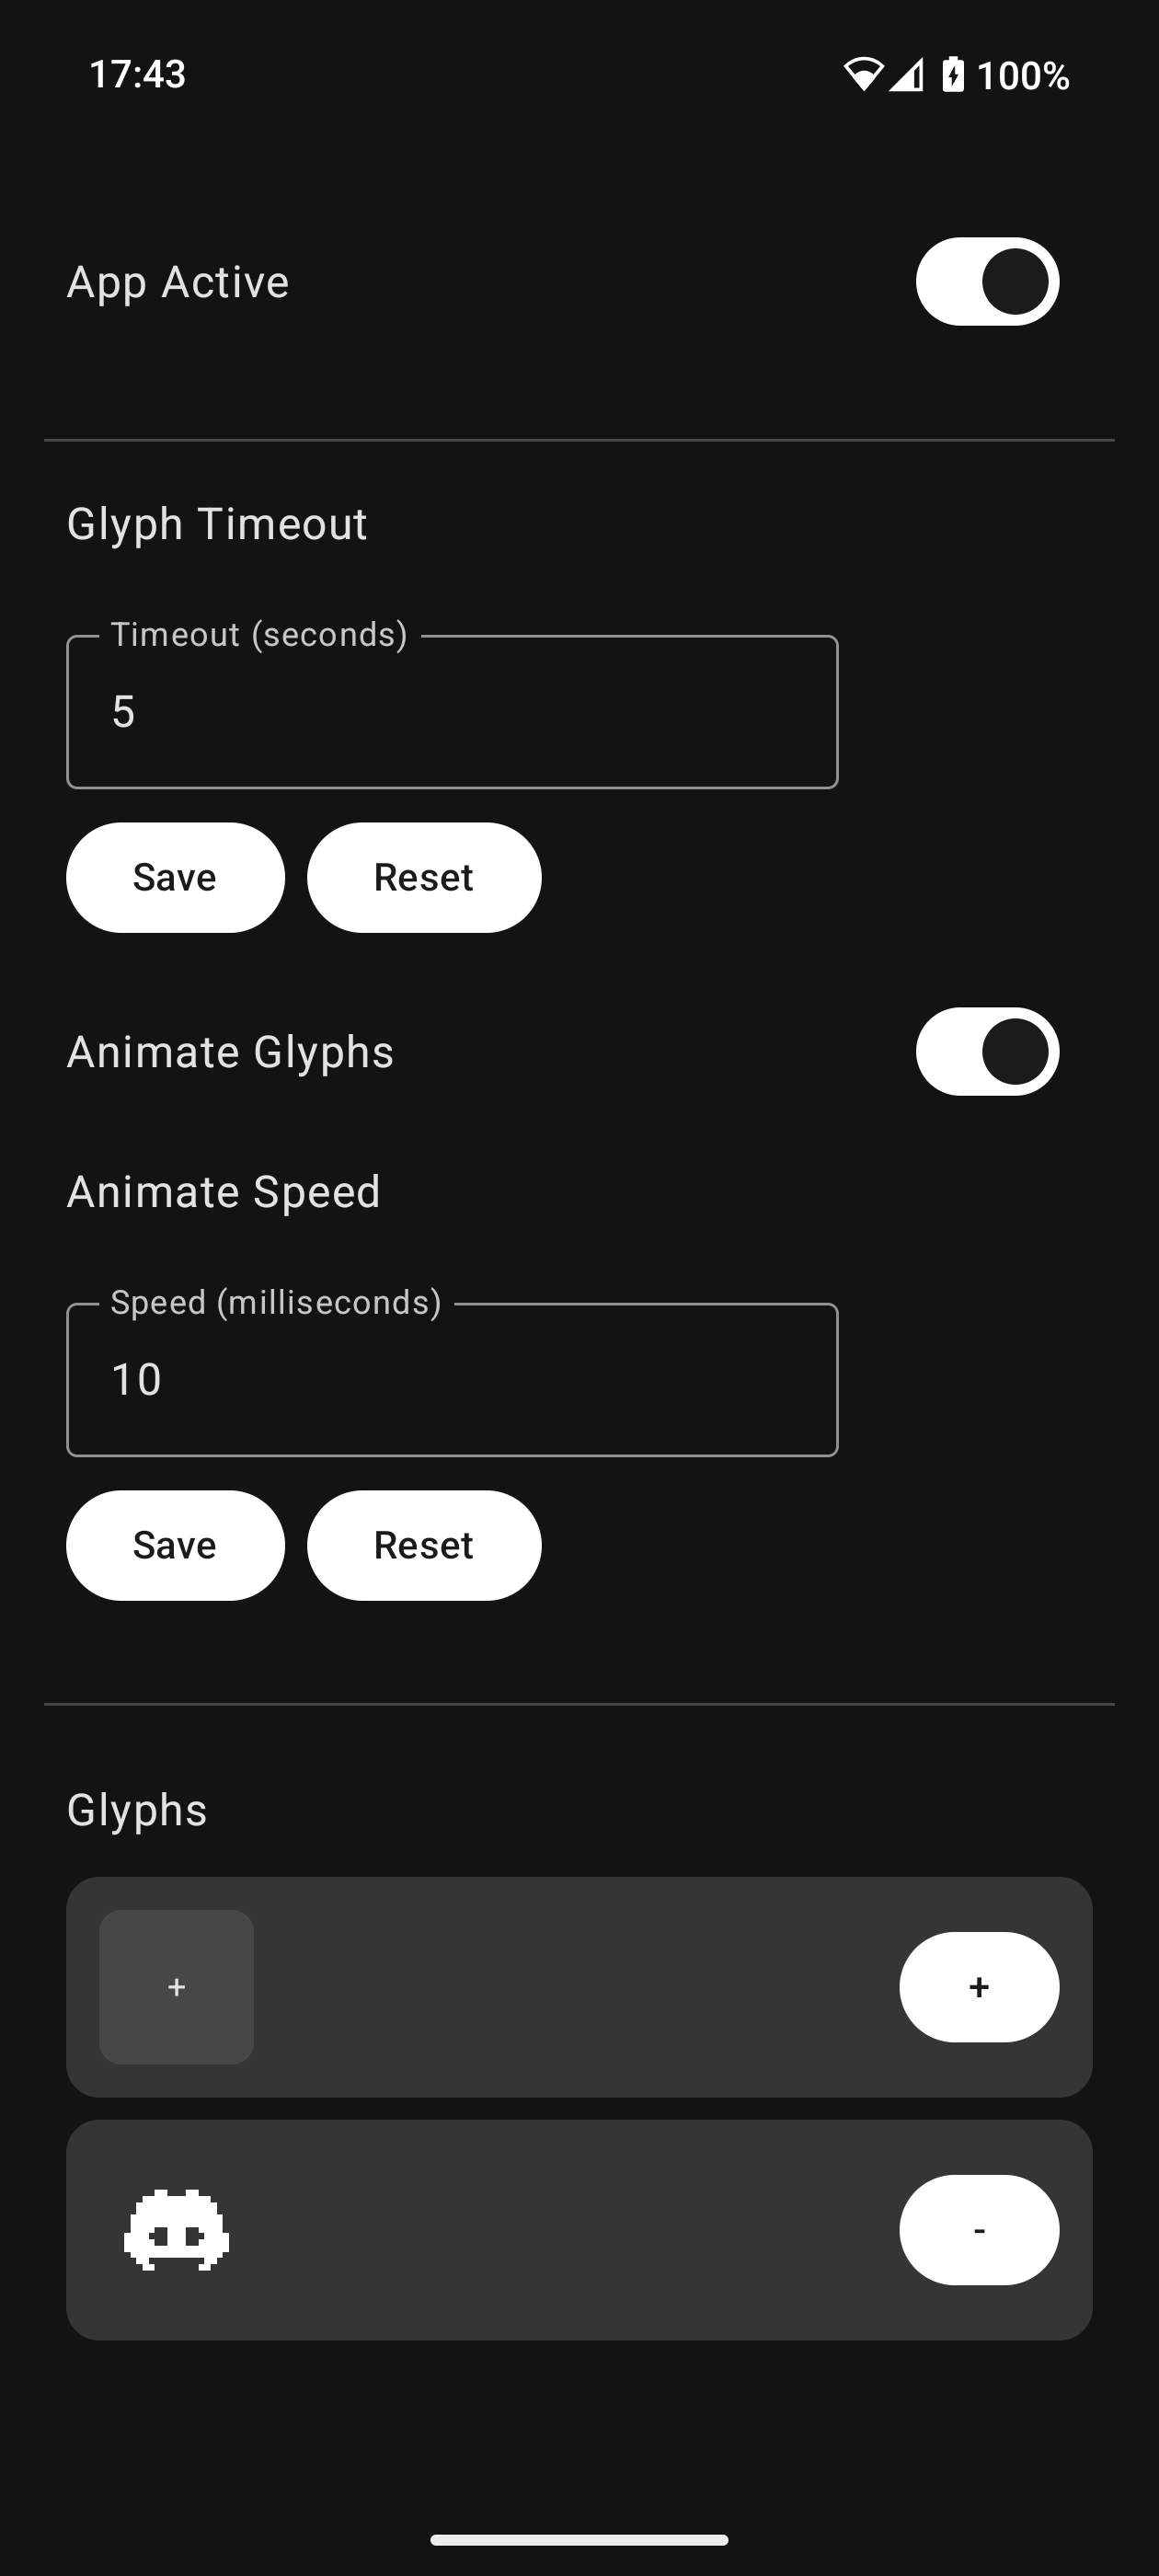 17:43 100%
App Active
Glyph Timeout
Timeout (seconds)
5
Save Reset
Animate Glyphs
Animate Speed
Speed (milliseconds)
10
Save Reset
Glyphs
+ +
-